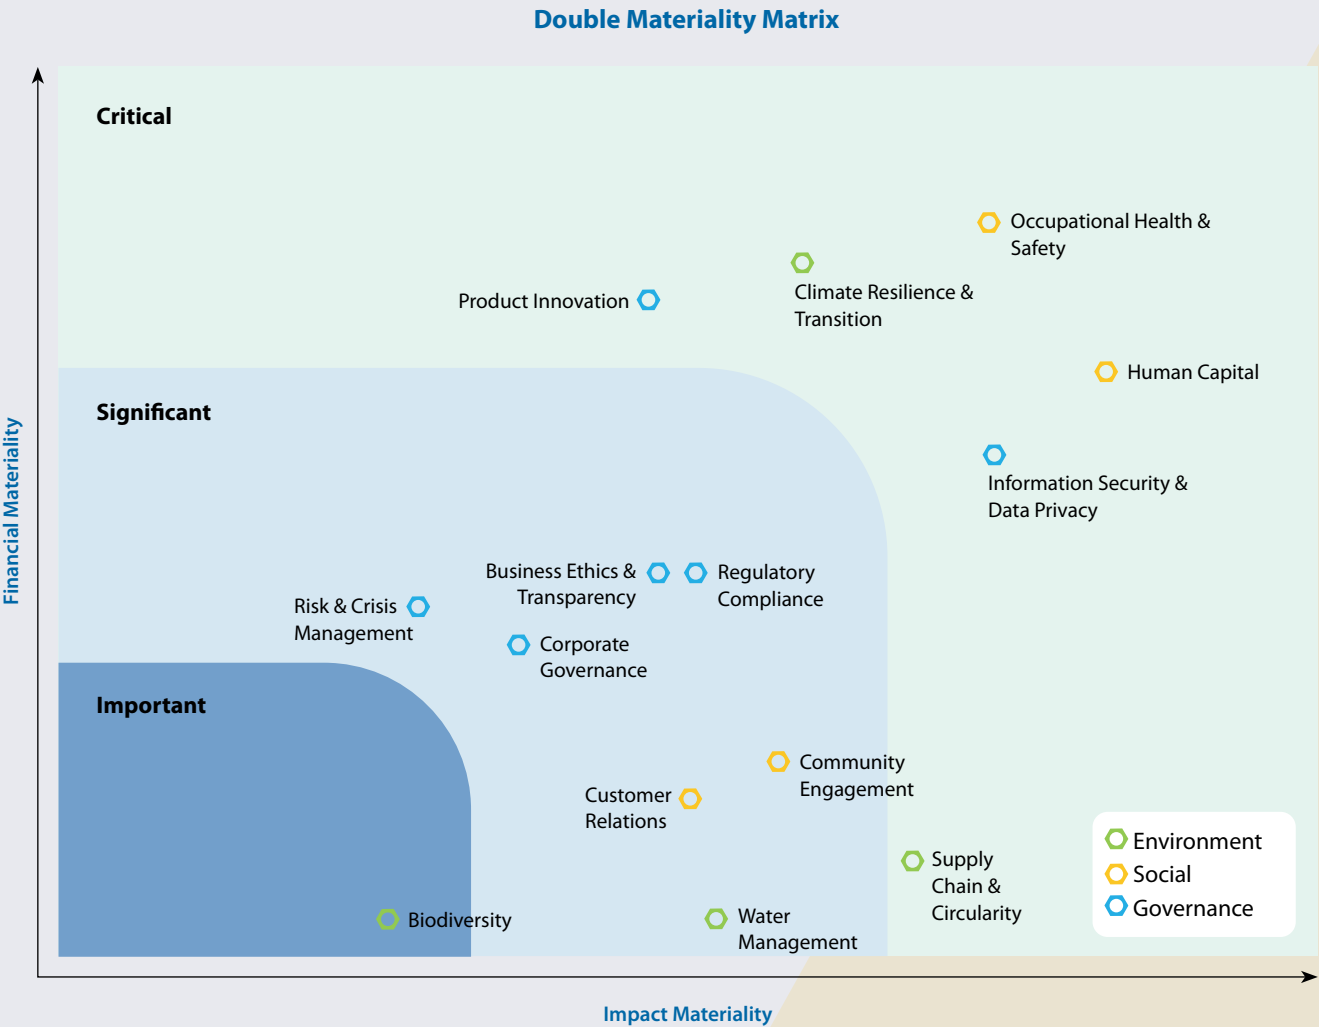 Double Materiality Matrix
Critical
Occupational Health &
Safety
Climate Resilience &
Transition
Product Innovation
Human Capital
Significant
Information Security &
Data Privacy
Financial Materiality
Business Ethics &
Transparency
Regulatory
Compliance
Risk & Crisis
Management
Corporate
Governance
Important
Community
Engagement
Customer
Relations
Supply
Chain &
Circularity
Biodiversity
Water
Management
Environment
Social
Governance
Impact Materiality